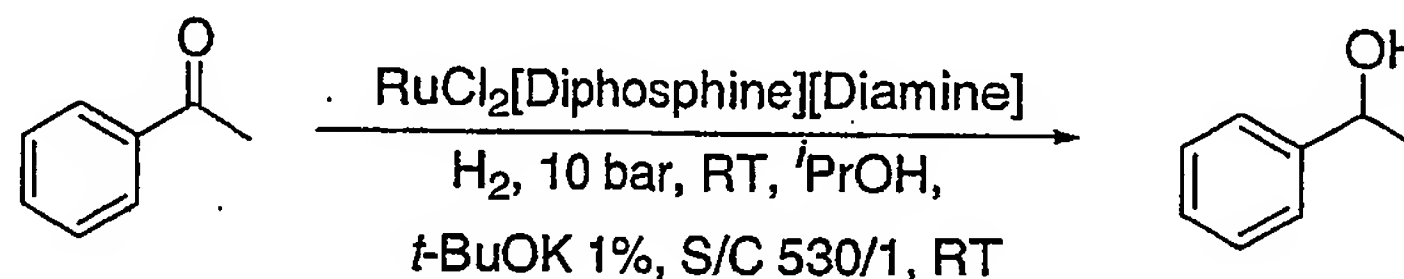 O
OH
RuCl₂[Diphosphine][Diamine]
H₂, 10 bar, RT, ⁱPrOH,
t-BuOK 1%, S/C 530/1, RT